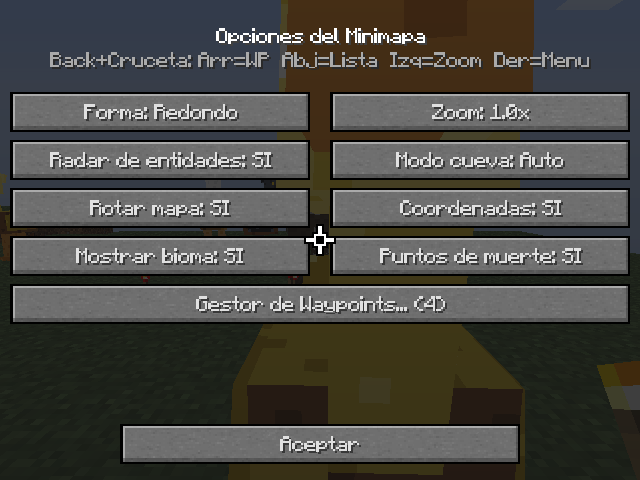 Opciones del Minimapa
Back+Cruceta: Arr=WP Abj=Lista Izq=Zoom Der=Menu
Forma: Redondo
Zoom: 1.0x
Radar de entidades: SI
Modo cueva: Auto
Rotar mapa: SI
Coordenadas: SI
Mostrar bioma: SI
Puntos de muerte: SI
Gestor de Waypoints... (4)
Aceptar